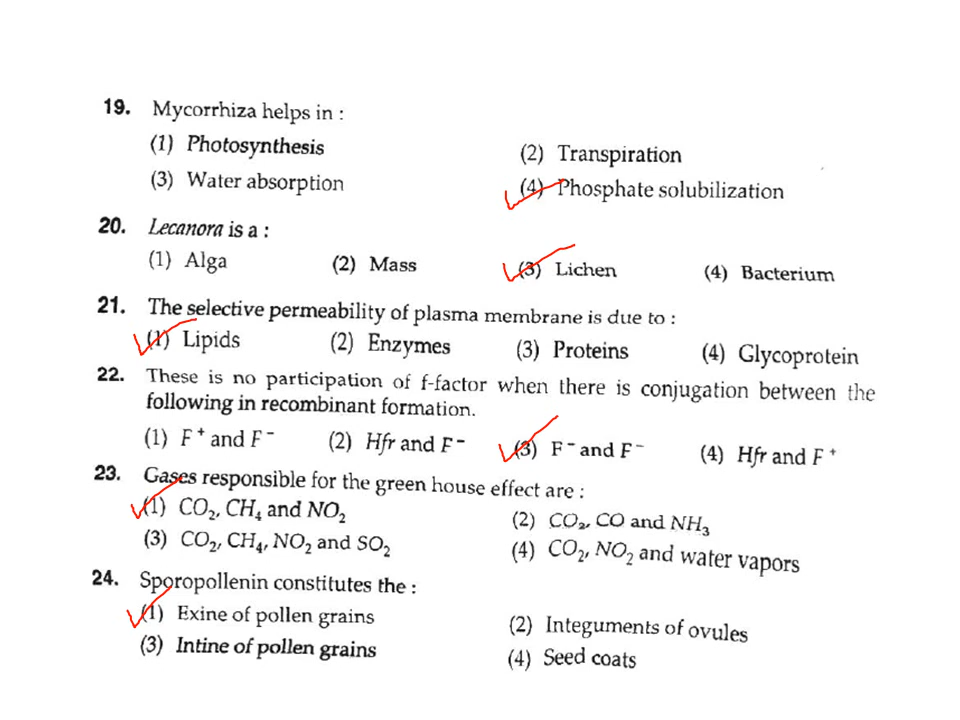 19. Mycorrhiza helps in :
(1) Photosynthesis (2) Transpiration
(3) Water absorption (4) Phosphate solubilization
20. Lecanora is a :
(1) Alga (2) Mass (3) Lichen (4) Bacterium
21. The selective permeability of plasma membrane is due to :
(1) Lipids (2) Enzymes (3) Proteins (4) Glycoprotein
22. These is no participation of f-factor when there is conjugation between the
following in recombinant formation.
(1) F⁺ and F⁻ (2) Hfr and F⁻ (3) F⁻ and F⁻ (4) Hfr and F⁺
23. Gases responsible for the green house effect are :
(1) CO₂, CH₄ and NO₂ (2) CO₂, CO and NH₃
(3) CO₂, CH₄, NO₂ and SO₂ (4) CO₂, NO₂ and water vapors
24. Sporopollenin constitutes the :
(1) Exine of pollen grains (2) Integuments of ovules
(3) Intine of pollen grains (4) Seed coats